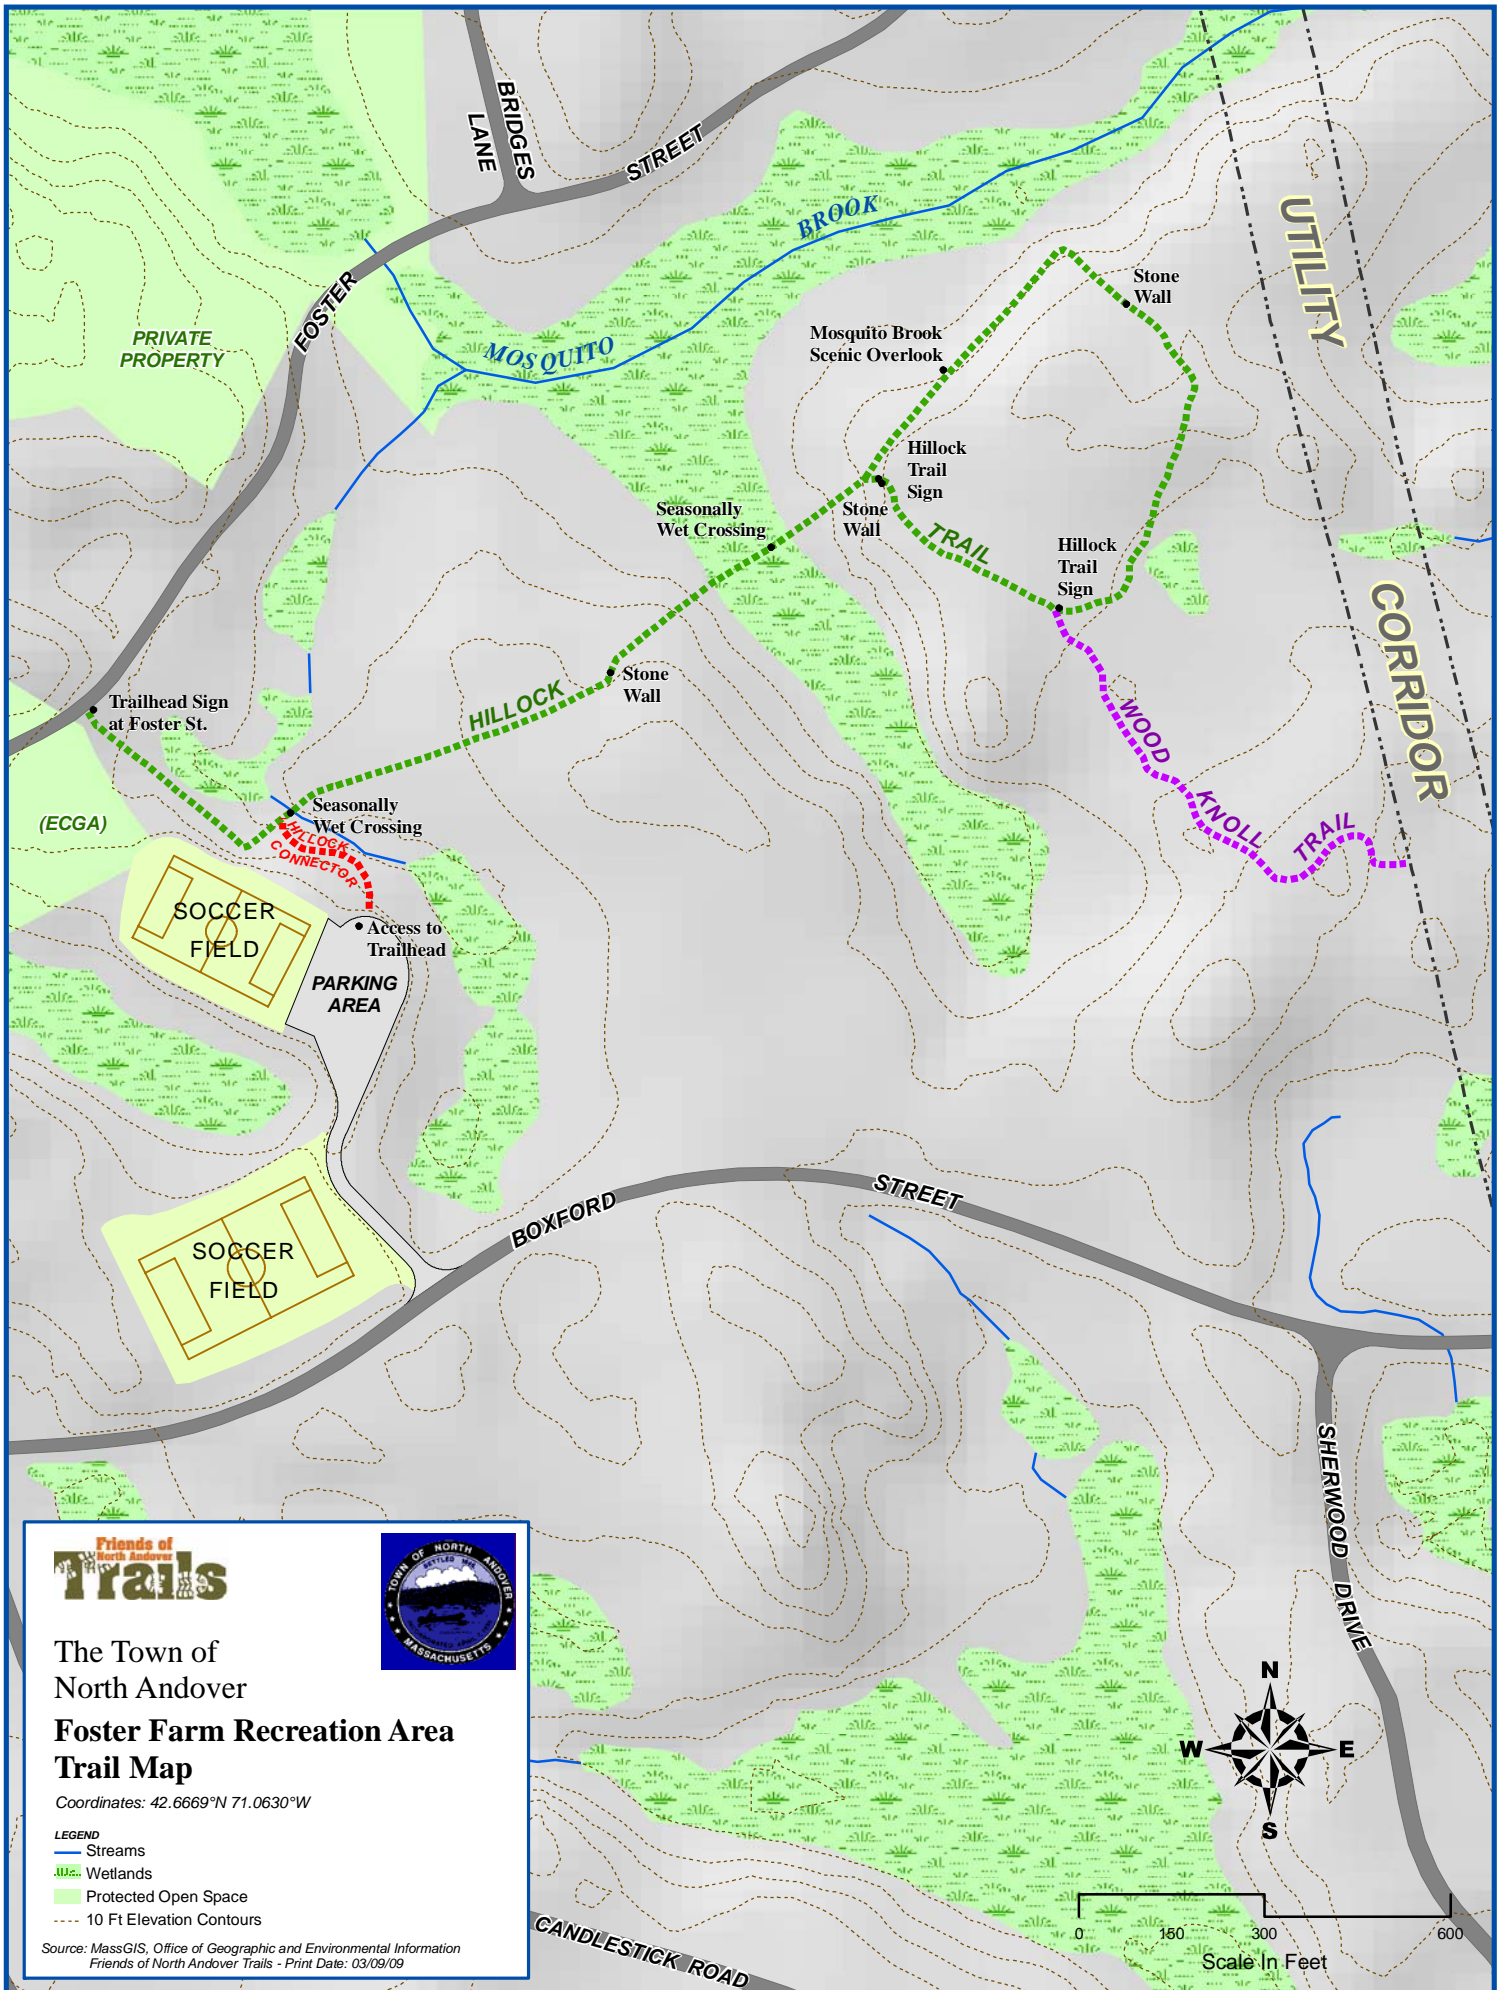 BRIDGES
LANE
STREET
FOSTER
BROOK
MOSQUITO
UTILITY
CORRIDOR
PRIVATE
PROPERTY
Stone
Wall
Mosquito Brook
Scenic Overlook
Hillock
Trail
Sign
Stone
Wall
Seasonally
Wet Crossing
TRAIL
Hillock
Trail
Sign
Stone
Wall
HILLOCK
Trailhead Sign
at Foster St.
WOOD
KNOLL
TRAIL
(ECGA)
Seasonally
Wet Crossing
HILLOCK
CONNECTOR
SOCCER
FIELD
Access to
Trailhead
PARKING
AREA
BOXFORD
STREET
SOCCER
FIELD
SHERWOOD DRIVE
Friends of
North Andover
Trails
TOWN OF NORTH ANDOVER
MASSACHUSETTS
The Town of
North Andover
Foster Farm Recreation Area
Trail Map
Coordinates: 42.6669°N 71.0630°W
LEGEND
Streams
Wetlands
Protected Open Space
10 Ft Elevation Contours
Source: MassGIS, Office of Geographic and Environmental Information
Friends of North Andover Trails - Print Date: 03/09/09
CANDLESTICK ROAD
N
W
E
S
0 150 300 600
Scale In Feet